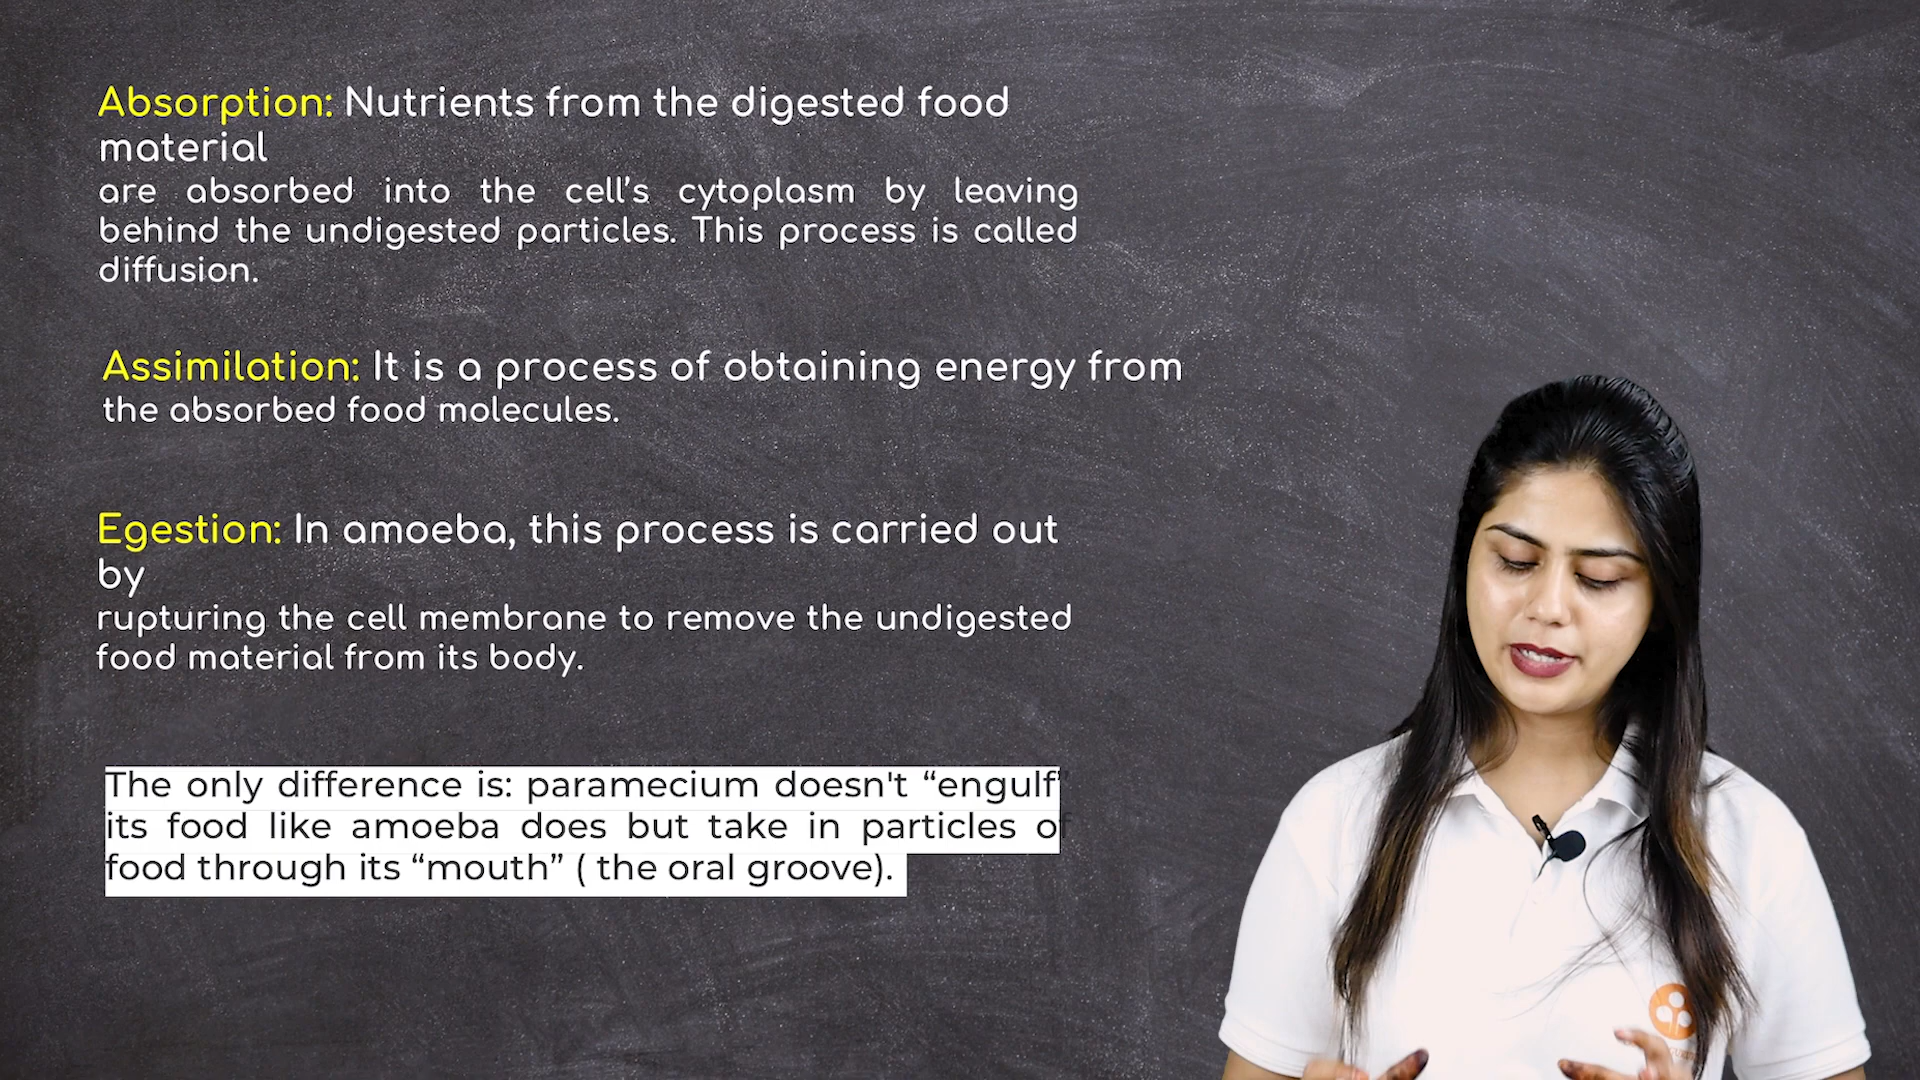 Absorption: Nutrients from the digested food
material
are absorbed into the cell’s cytoplasm by leaving
behind the undigested particles. This process is called
diffusion.
Assimilation: It is a process of obtaining energy from
the absorbed food molecules.
Egestion: In amoeba, this process is carried out
by
rupturing the cell membrane to remove the undigested
food material from its body.
The only difference is: paramecium doesn't “engulf”
its food like amoeba does but take in particles of
food through its “mouth” ( the oral groove).